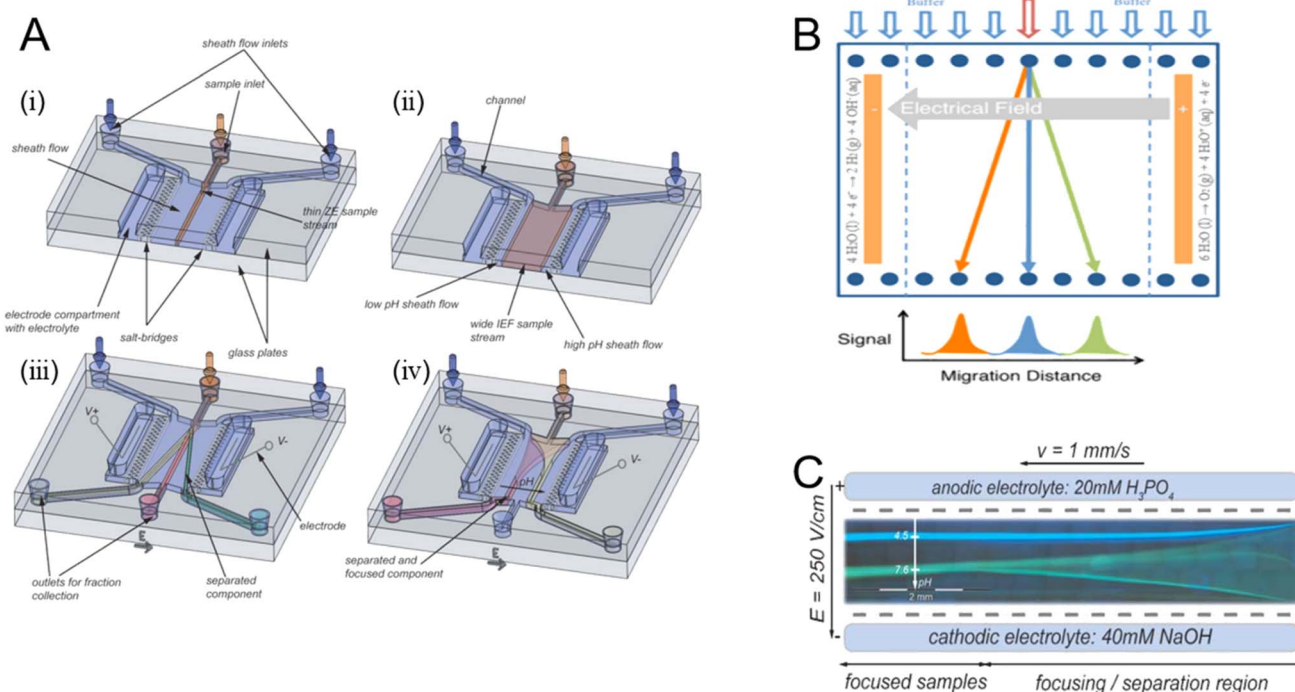 A
sheath flow inlets
sample inlet
(i)
sheath flow
thin ZE sample
stream
electrode compartment
with electrolyte
salt-bridges
glass plates
(ii)
channel
low pH sheath flow
wide IEF sample
stream
high pH sheath flow
(iii)
V+
V-
electrode
E
outlets for fraction
collection
separated
component
(iv)
V+
V-
pH
separated and
focused component
E
B
Buffer
Buffer
Electrical Field
-
+
4 H₂O (l) + 4 e⁻ → 2 H₂ (g) + 4 OH⁻ (aq)
6 H₂O (l) → O₂ (g) + 4 H₃O⁺ (aq) + 4 e⁻
Signal
Migration Distance
C
v = 1 mm/s
+
anodic electrolyte: 20mM H₃PO₄
E = 250 V/cm
4.5
7.6
pH
2 mm
-
cathodic electrolyte: 40mM NaOH
focused samples
focusing / separation region